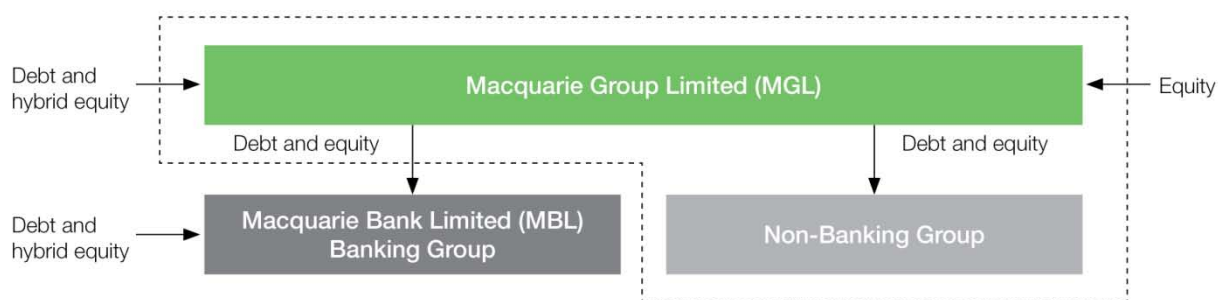 Debt and
hybrid equity
Macquarie Group Limited (MGL)
Equity
Debt and equity
Debt and equity
Debt and
hybrid equity
Macquarie Bank Limited (MBL)
Banking Group
Non-Banking Group